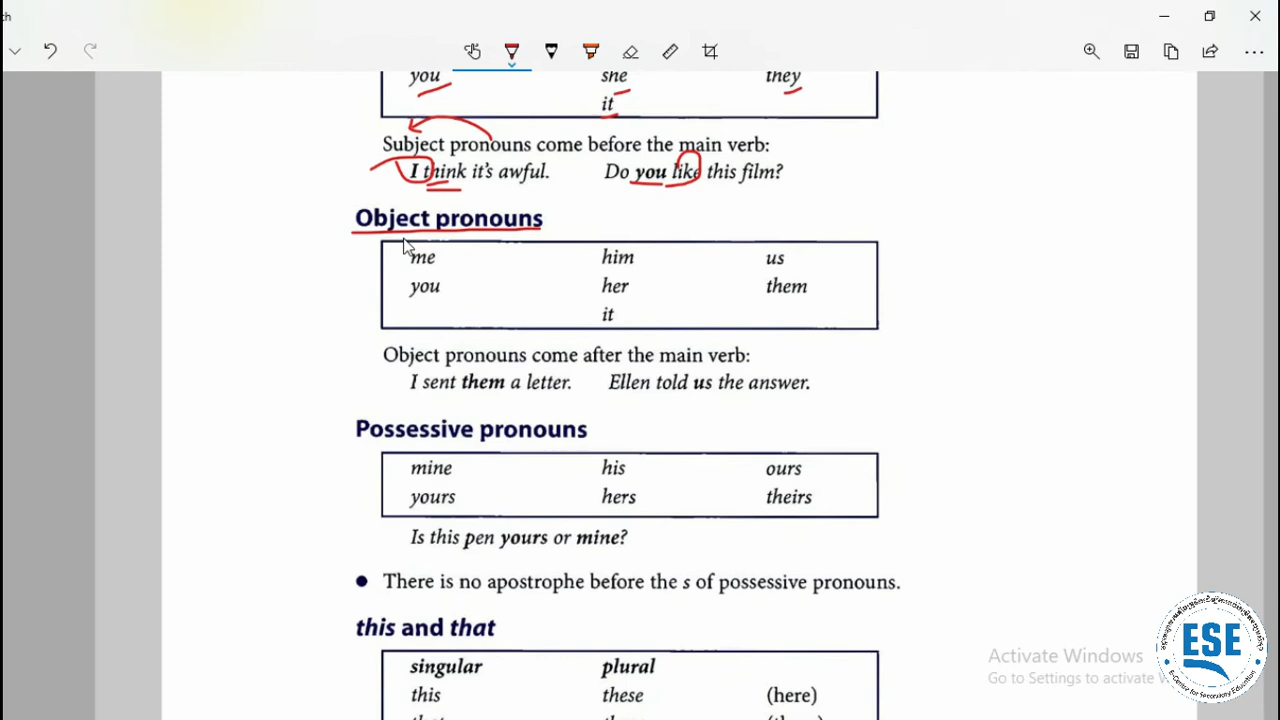 ch
you she they
it
Subject pronouns come before the main verb:
I think it's awful. Do you like this film?
Object pronouns
me him us
you her them
it
Object pronouns come after the main verb:
I sent them a letter. Ellen told us the answer.
Possessive pronouns
mine his ours
yours hers theirs
Is this pen yours or mine?
● There is no apostrophe before the s of possessive pronouns.
this and that
singular plural
this these (here)
Activate Windows
Go to Settings to activate
ESE